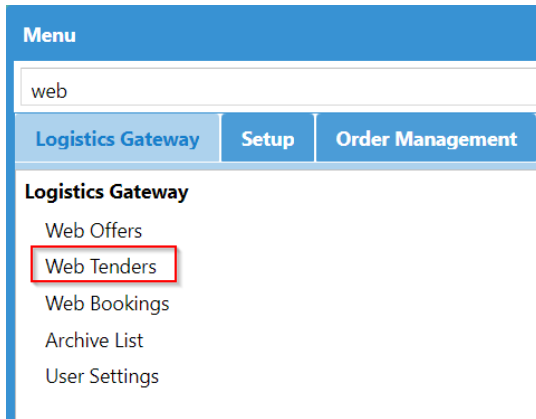 Menu
web
Logistics Gateway Setup Order Management
Logistics Gateway
Web Offers
Web Tenders
Web Bookings
Archive List
User Settings